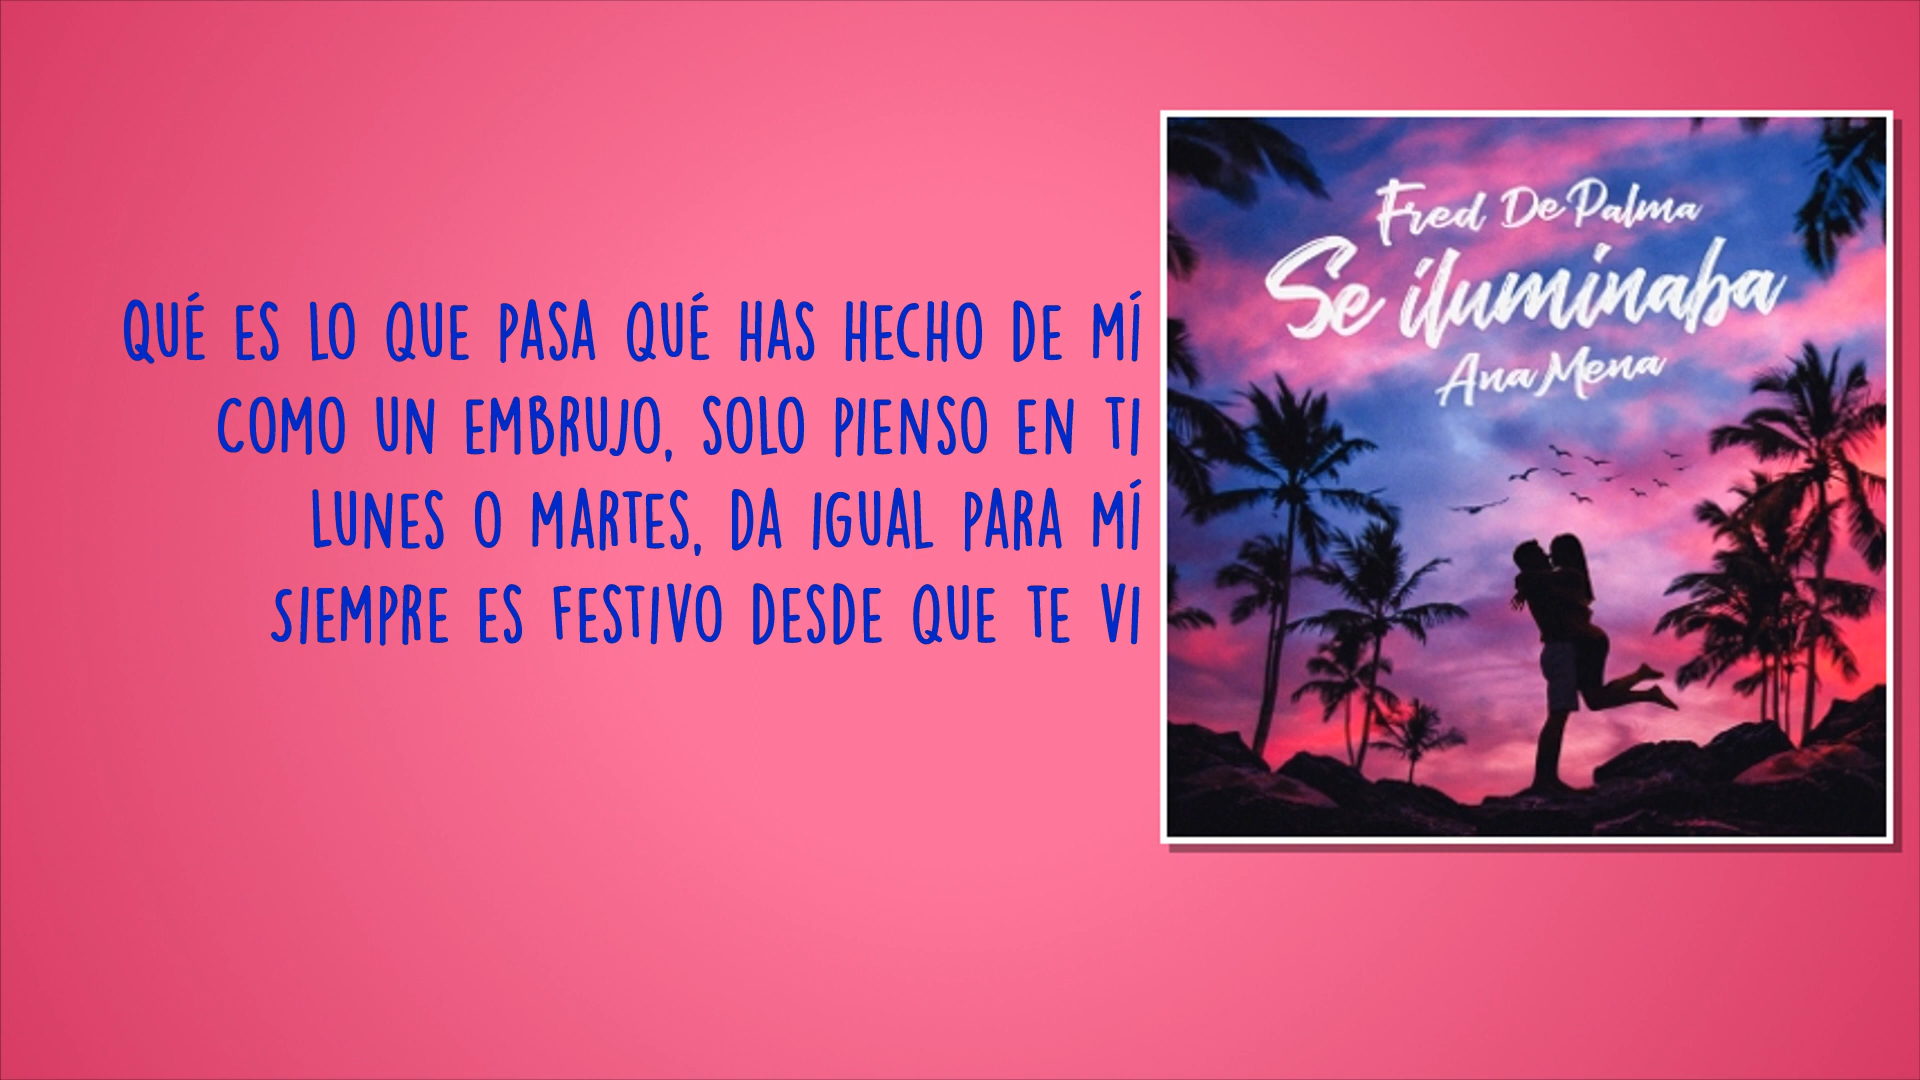 QUÉ ES LO QUE PASA QUÉ HAS HECHO DE MÍ
COMO UN EMBRUJO, SOLO PIENSO EN TI
LUNES O MARTES, DA IGUAL PARA MÍ
SIEMPRE ES FESTIVO DESDE QUE TE VI
Fred De Palma
Se iluminaba
Ana Mena